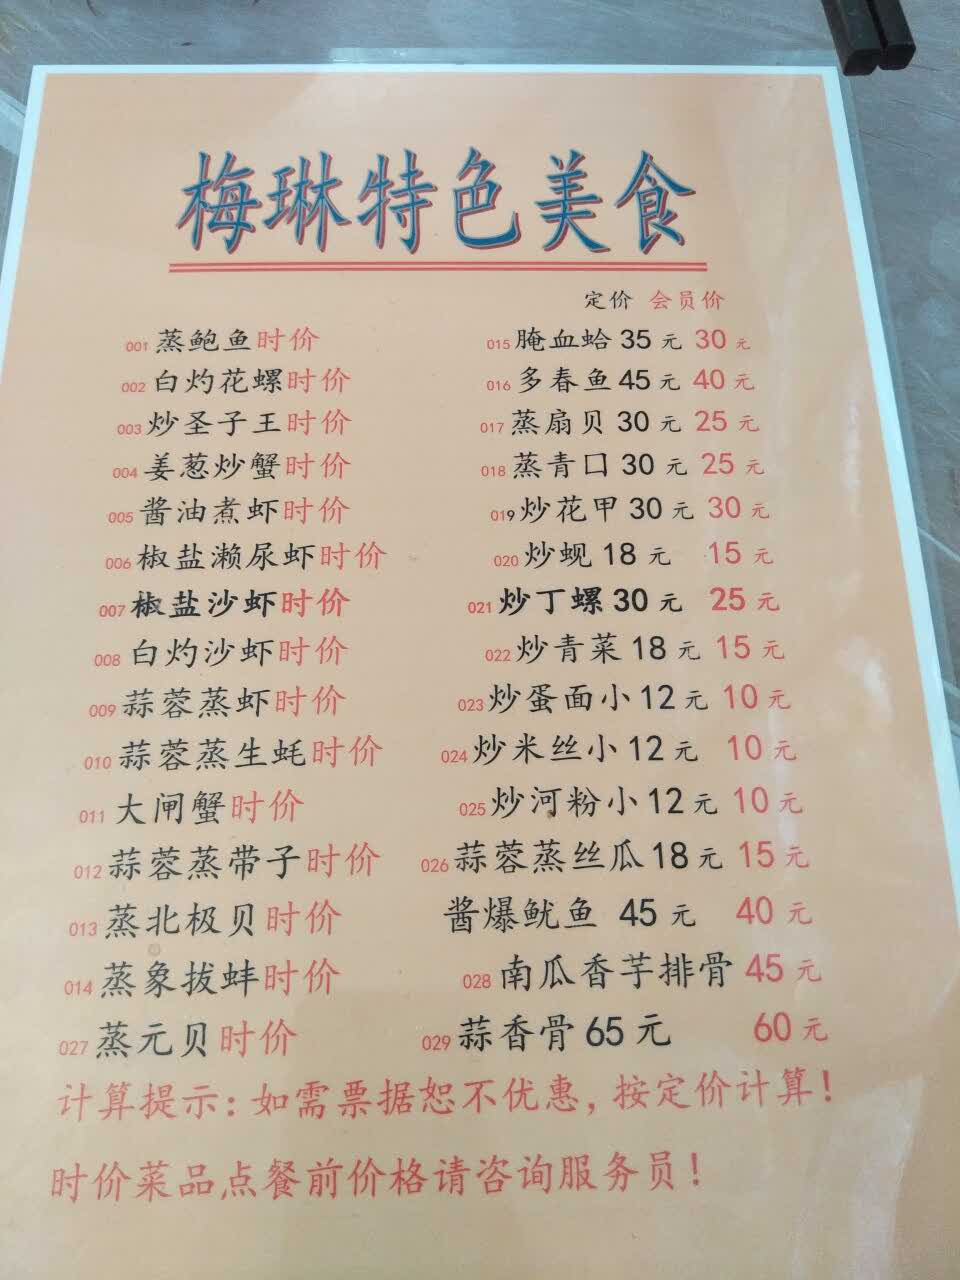 梅琳特色美食
定价 会员价
001 蒸鲍鱼时价
002 白灼花螺时价
003 炒圣子王时价
004 姜葱炒蟹时价
005 酱油煮虾时价
006 椒盐濑尿虾时价
007 椒盐沙虾时价
008 白灼沙虾时价
009 蒜蓉蒸虾时价
010 蒜蓉蒸生蚝时价
011 大闸蟹时价
012 蒜蓉蒸带子时价
013 蒸北极贝时价
014 蒸象拔蚌时价
027 蒸元贝时价
015 腌血蛤 35 元 30 元
016 多春鱼 45 元 40 元
017 蒸扇贝 30 元 25 元
018 蒸青口 30 元 25 元
019 炒花甲 30 元 30 元
020 炒蚬 18 元 15 元
021 炒丁螺 30 元 25 元
022 炒青菜 18 元 15 元
023 炒蛋面小 12 元 10 元
024 炒米丝小 12 元 10 元
025 炒河粉小 12 元 10 元
026 蒜蓉蒸丝瓜 18 元 15 元
酱爆鱿鱼 45 元 40 元
028 南瓜香芋排骨 45 元
029 蒜香骨 65 元 60 元
计算提示：如需票据恕不优惠，按定价计算！
时价菜品点餐前价格请咨询服务员！